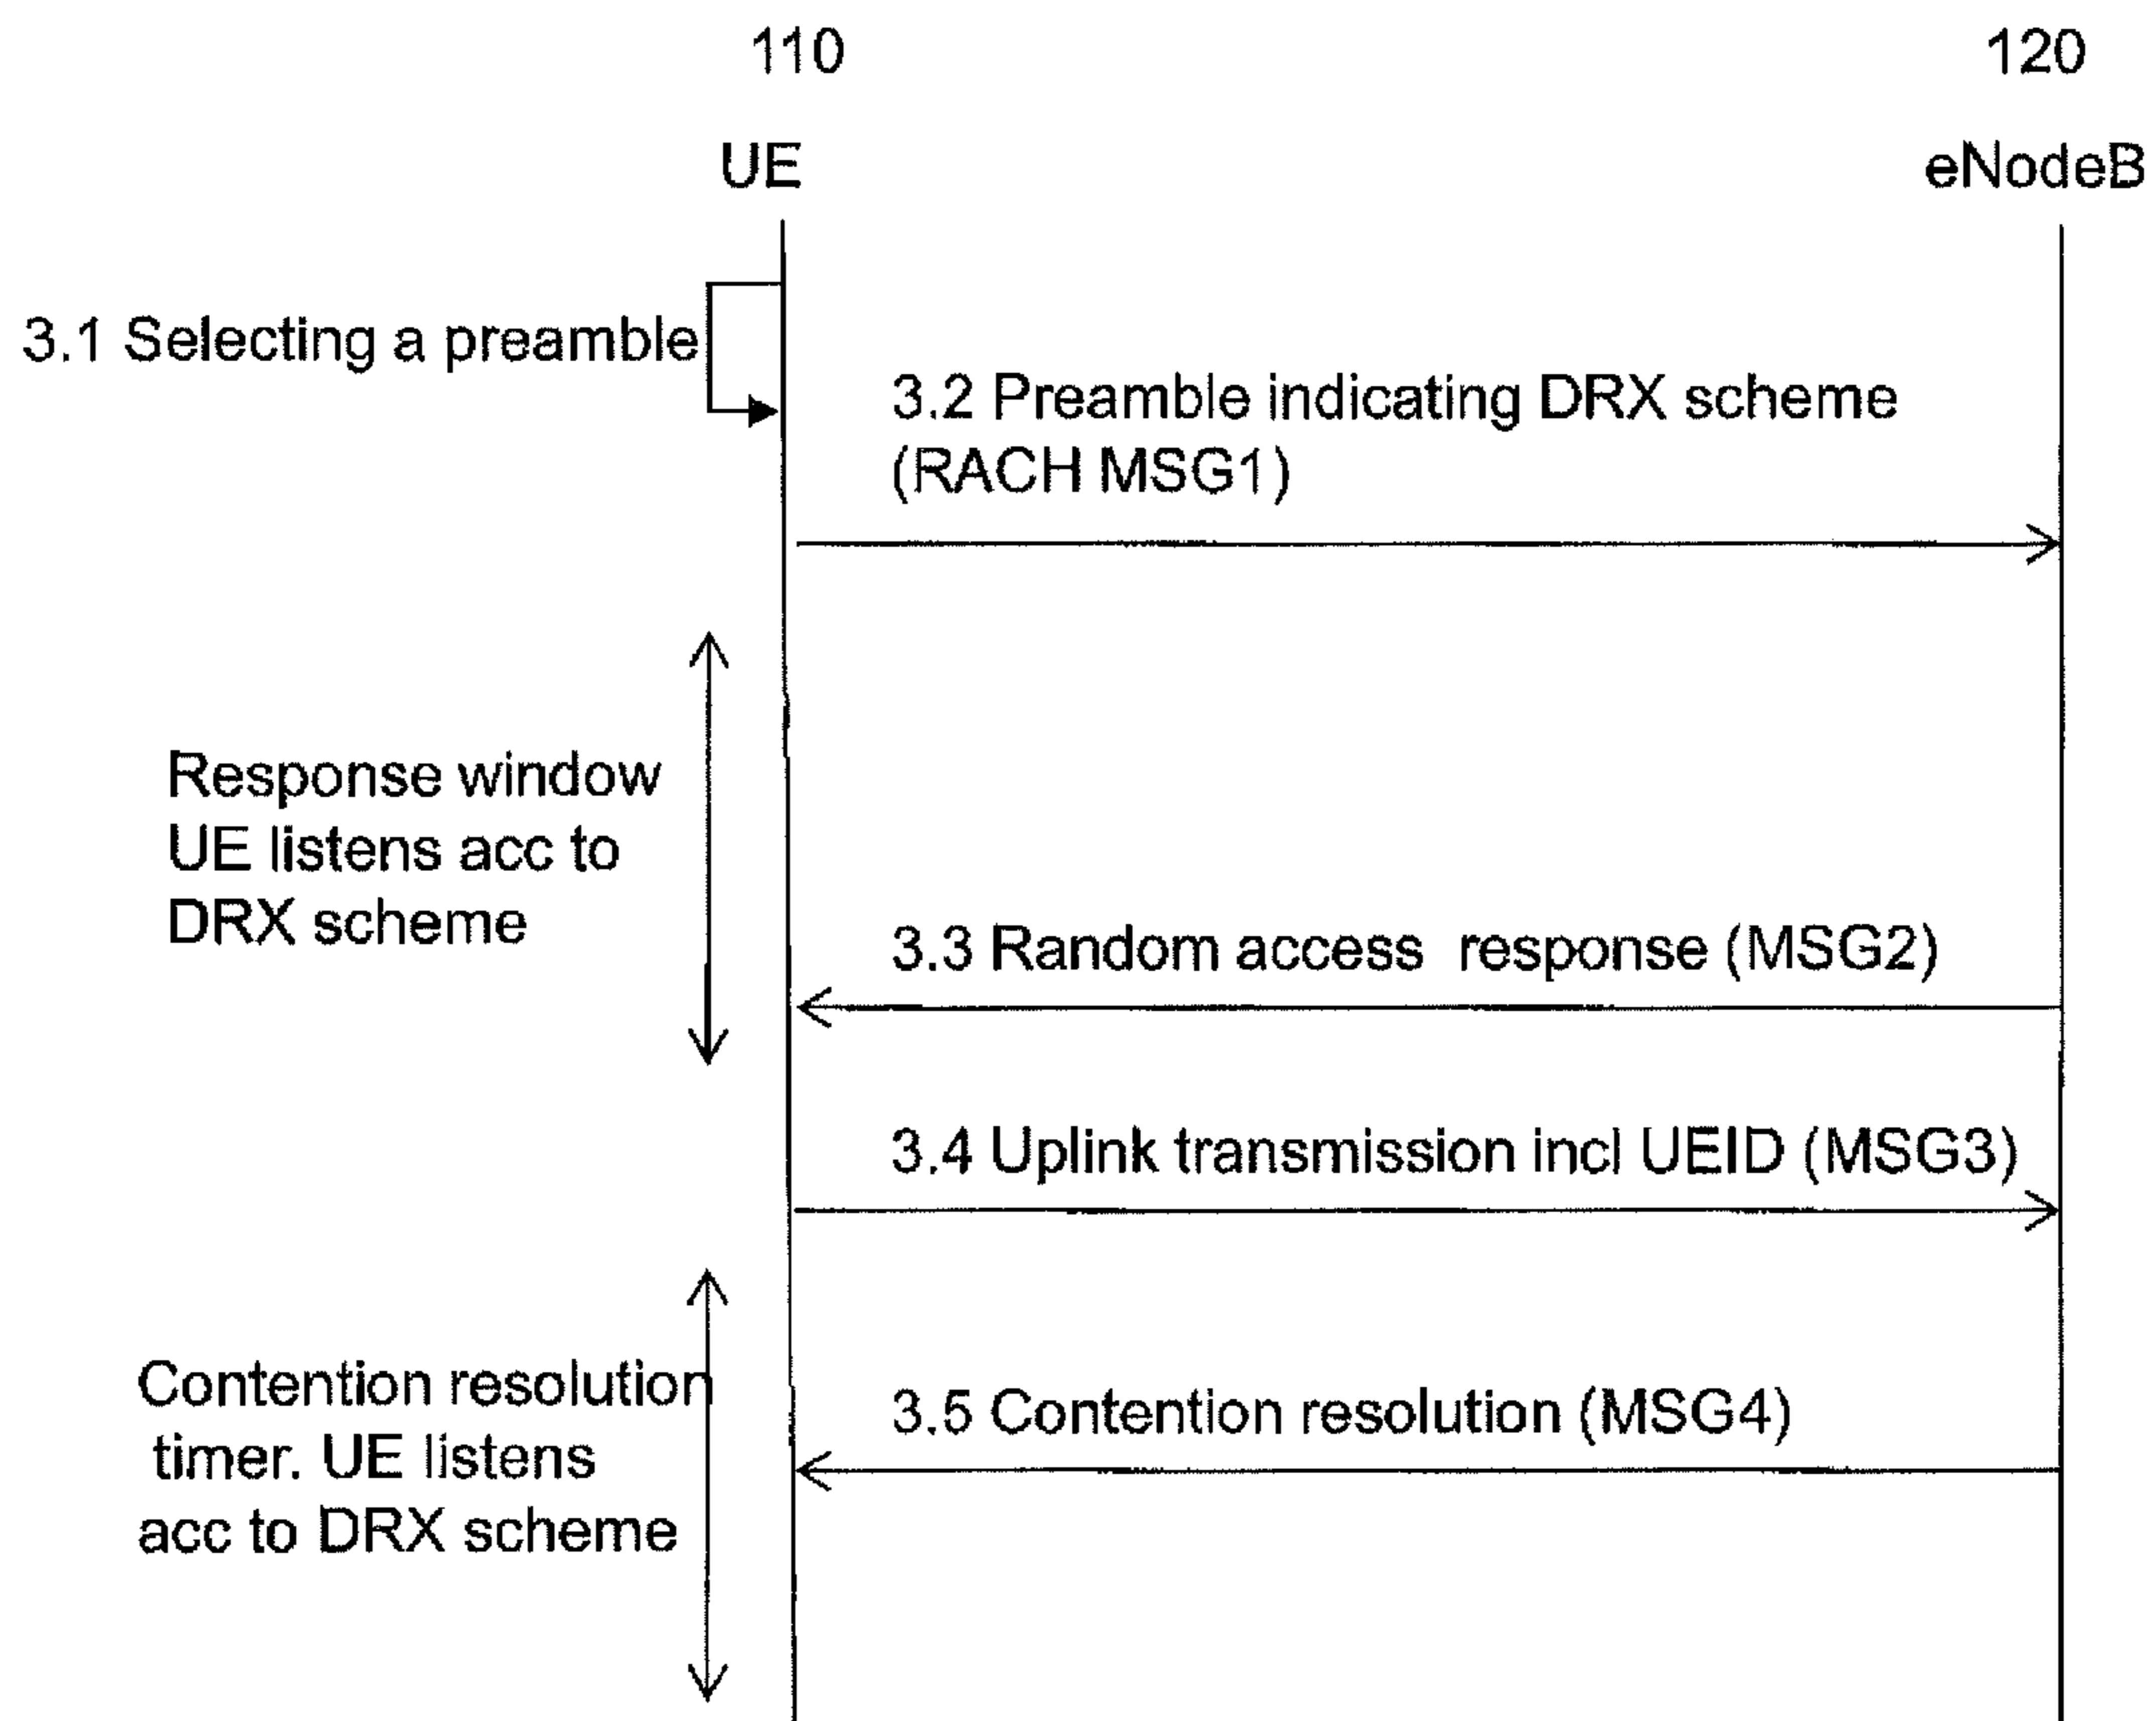 110
120
UE
eNodeB
3.1 Selecting a preamble
3.2 Preamble indicating DRX scheme
(RACH MSG1)
Response window
UE listens acc to
DRX scheme
3.3 Random access response (MSG2)
3.4 Uplink transmission incl UEID (MSG3)
Contention resolution
timer. UE listens
acc to DRX scheme
3.5 Contention resolution (MSG4)